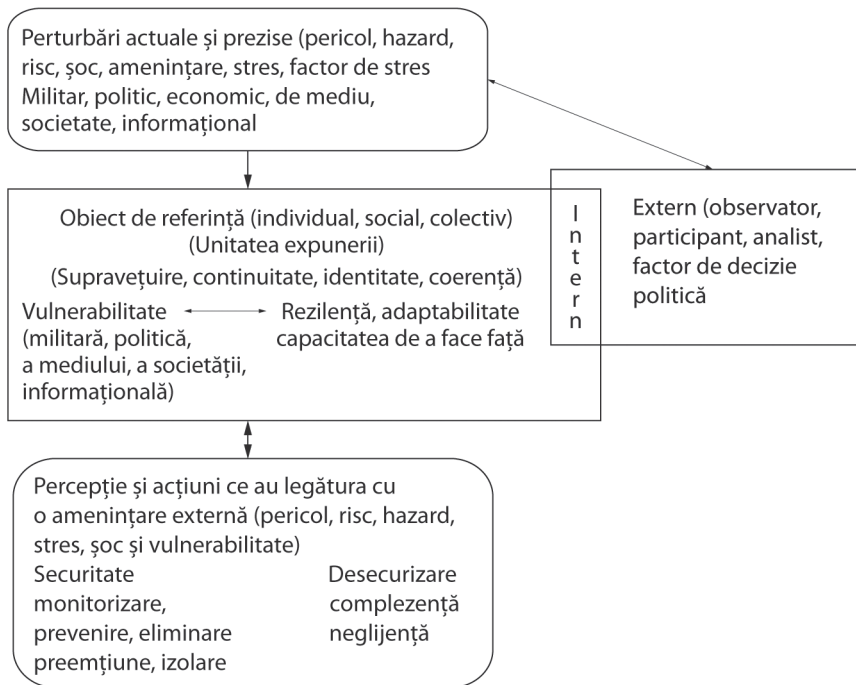 Perturbări actuale și prezise (pericol, hazard,
risc, șoc, amenințare, stres, factor de stres
Militar, politic, economic, de mediu,
societate, informațional
Obiect de referință (individual, social, colectiv)
(Unitatea expunerii)
(Supravețuire, continuitate, identitate, coerență)
Vulnerabilitate
(militară, politică,
a mediului, a societății,
informațională)
Rezilență, adaptabilitate
capacitatea de a face față
Intern
Extern (observator,
participant, analist,
factor de decizie
politică
Percepție și acțiuni ce au legătura cu
o amenințare externă (pericol, risc, hazard,
stres, șoc și vulnerabilitate)
Securitate
monitorizare,
prevenire, eliminare
preemțiune, izolare
Desecurizare
complezență
neglijență